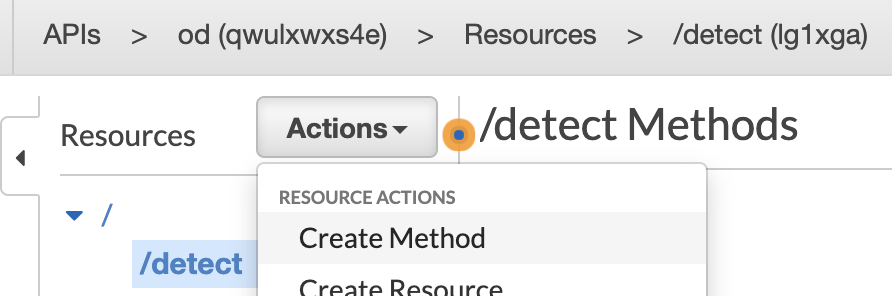 APIs > od (qwulxwxs4e) > Resources > /detect (lg1xga)
Resources Actions /detect Methods
RESOURCE ACTIONS
/
Create Method
/detect
Create Resource